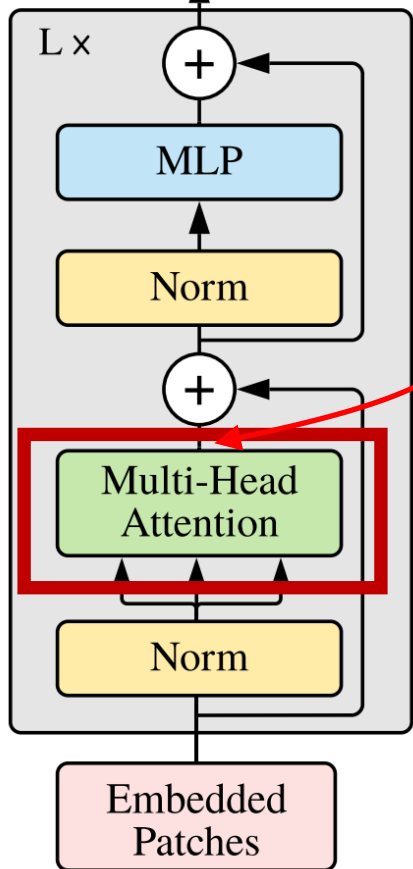 L ×
+
MLP
Norm
+
Multi-Head
Attention
Norm
Embedded
Patches